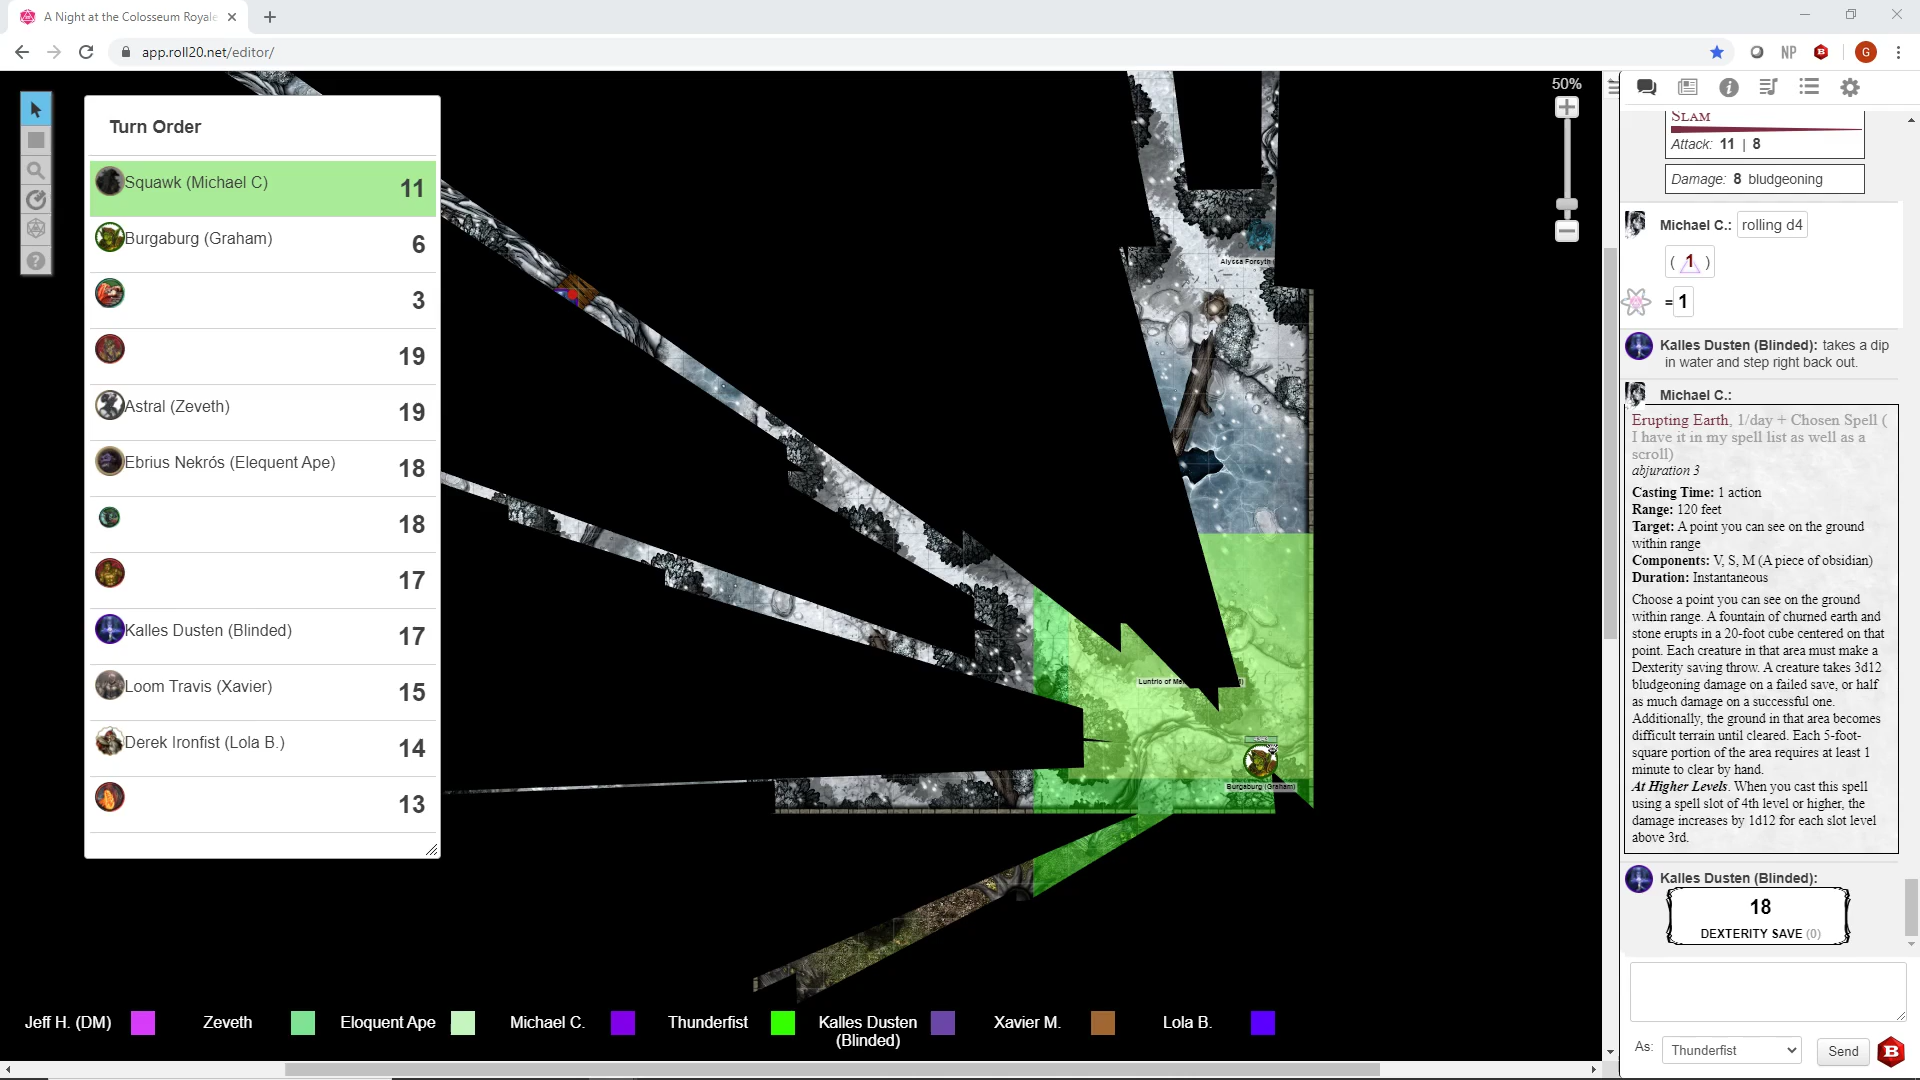 A Night at the Colosseum Royale
app.roll20.net/editor/
NP
G
50%
Turn Order
Squawk (Michael C) 11
Burgaburg (Graham) 6
3
19
Astral (Zeveth) 19
Ebrius Nekrós (Elequent Ape) 18
18
17
Kalles Dusten (Blinded) 17
Loom Travis (Xavier) 15
Derek Ironfist (Lola B.) 14
13
Alyssa Forsyth
Luntrio of
Burgaburg (Graham)
Jeff H. (DM)
Zeveth
Eloquent Ape
Michael C.
Thunderfist
Kalles Dusten
(Blinded)
Xavier M.
Lola B.
SLAM
Attack: 11 | 8
Damage: 8 bludgeoning
Michael C.: rolling d4
( 1 )
=1
Kalles Dusten (Blinded): takes a dip
in water and step right back out.
Michael C.:
Erupting Earth, 1/day + Chosen Spell (
I have it in my spell list as well as a
scroll)
abjuration 3
Casting Time: 1 action
Range: 120 feet
Target: A point you can see on the ground
within range
Components: V, S, M (A piece of obsidian)
Duration: Instantaneous
Choose a point you can see on the ground
within range. A fountain of churned earth and
stone erupts in a 20-foot cube centered on that
point. Each creature in that area must make a
Dexterity saving throw. A creature takes 3d12
bludgeoning damage on a failed save, or half
as much damage on a successful one.
Additionally, the ground in that area becomes
difficult terrain until cleared. Each 5-foot-
square portion of the area requires at least 1
minute to clear by hand.
At Higher Levels. When you cast this spell
using a spell slot of 4th level or higher, the
damage increases by 1d12 for each slot level
above 3rd.
Kalles Dusten (Blinded):
18
DEXTERITY SAVE (0)
As: Thunderfist Send B